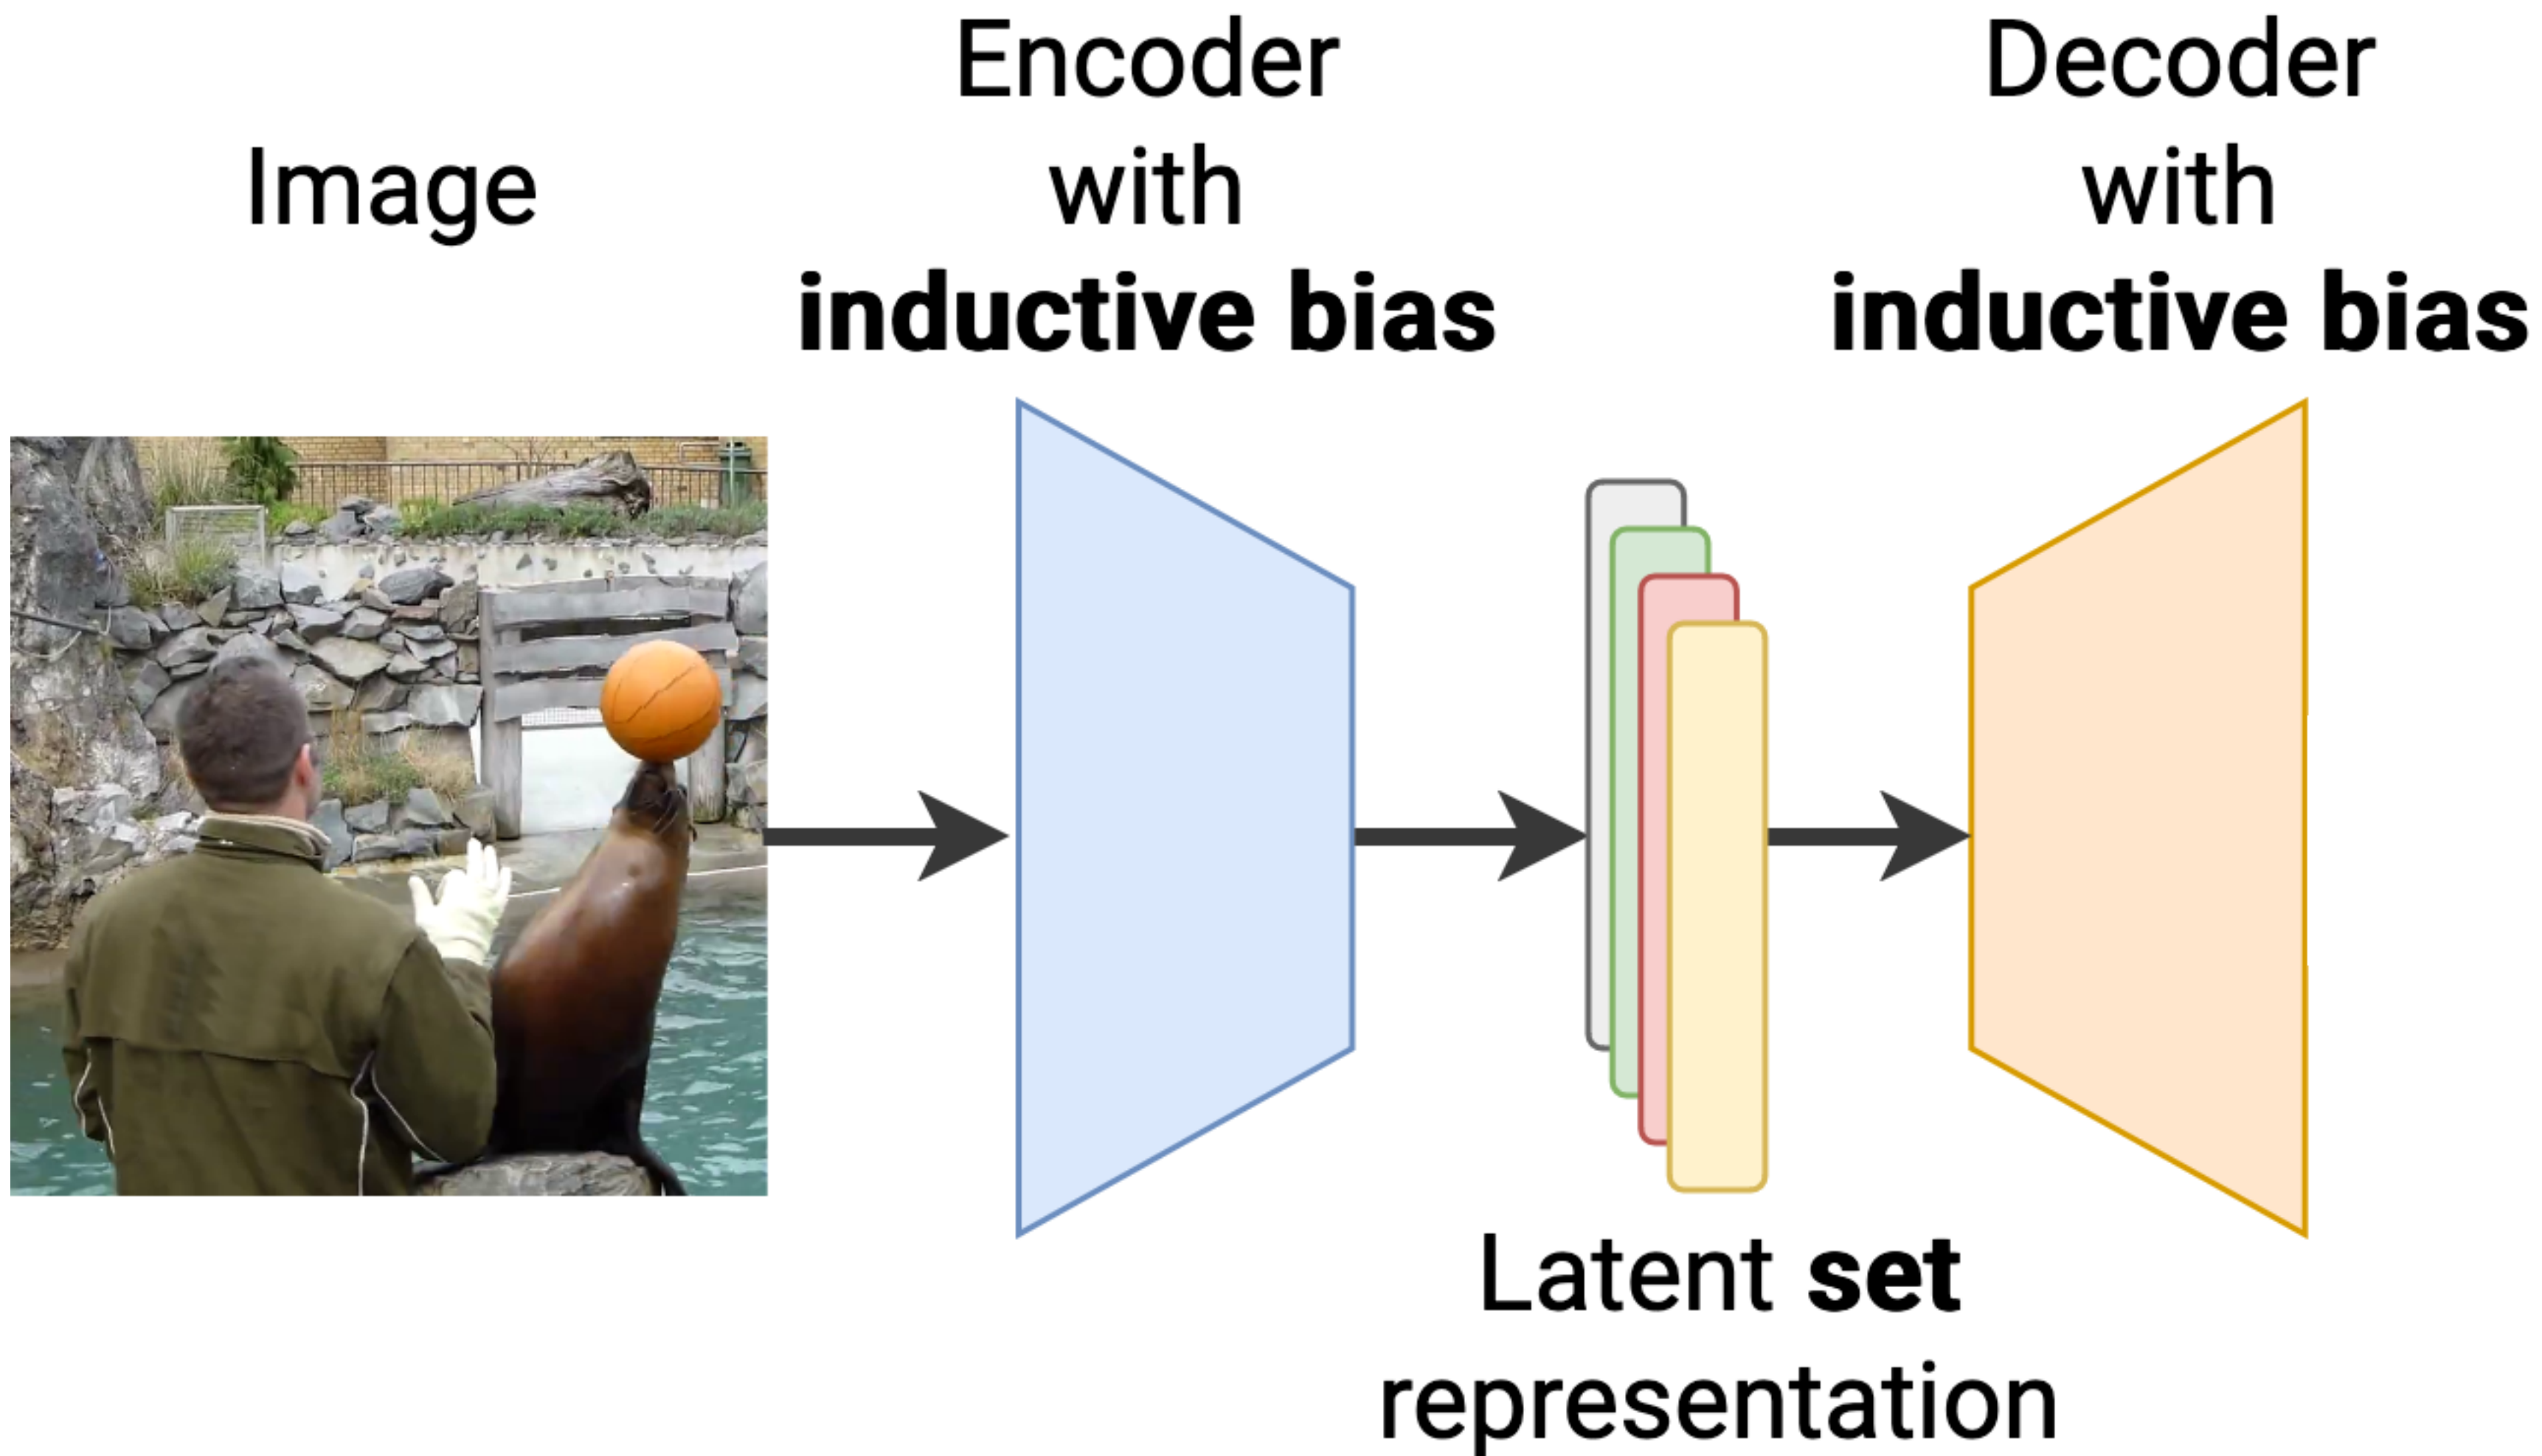 Image
Encoder
with
inductive bias
Decoder
with
inductive bias
Latent set
representation